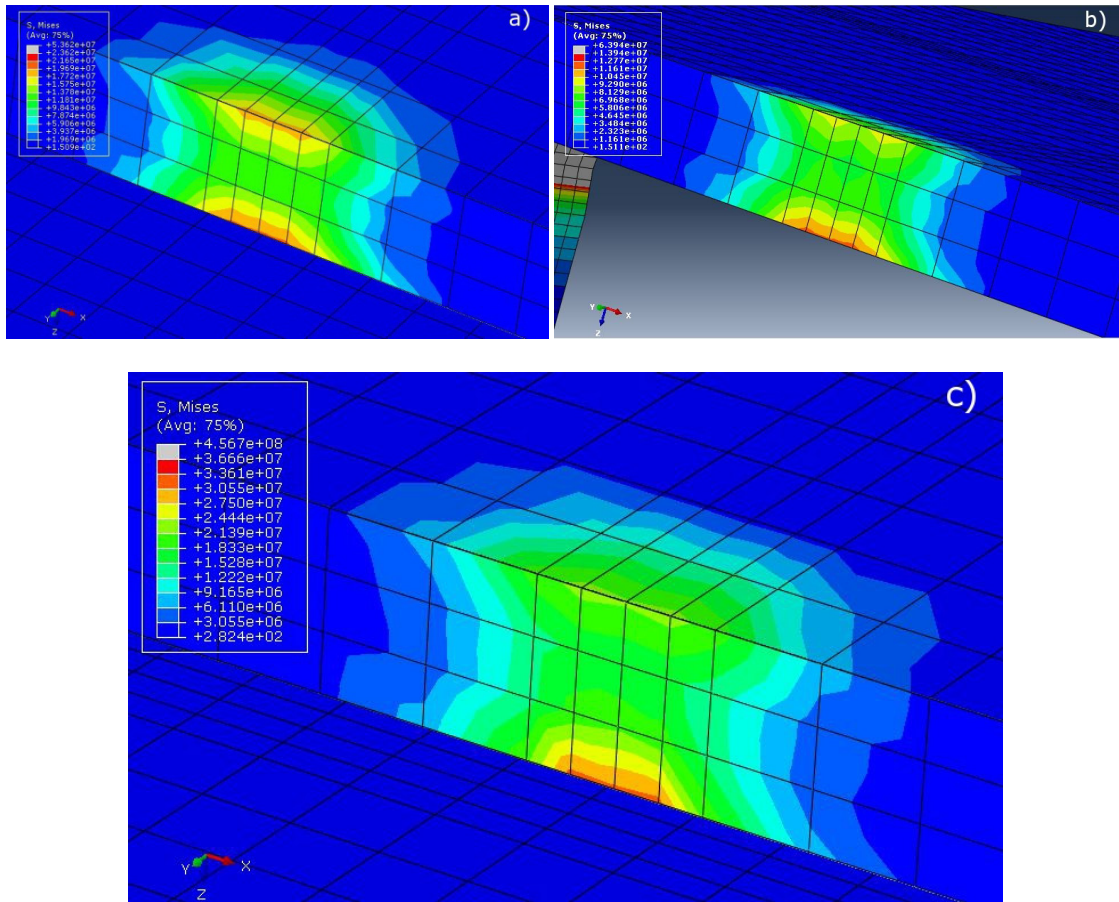 a)
S, Mises
(Avg: 75%)
+5.362e+07
+2.362e+07
+2.165e+07
+1.969e+07
+1.772e+07
+1.575e+07
+1.378e+07
+1.181e+07
+9.843e+06
+7.874e+06
+5.906e+06
+3.937e+06
+1.969e+06
+1.509e+02
Y X
Z
b)
S, Mises
(Avg: 75%)
+6.394e+07
+1.394e+07
+1.277e+07
+1.161e+07
+1.045e+07
+9.290e+06
+8.129e+06
+6.968e+06
+5.806e+06
+4.645e+06
+3.484e+06
+2.323e+06
+1.161e+06
+1.511e+02
Y X
Z
c)
S, Mises
(Avg: 75%)
+4.567e+08
+3.666e+07
+3.361e+07
+3.055e+07
+2.750e+07
+2.444e+07
+2.139e+07
+1.833e+07
+1.528e+07
+1.222e+07
+9.165e+06
+6.110e+06
+3.055e+06
+2.824e+02
Y X
Z